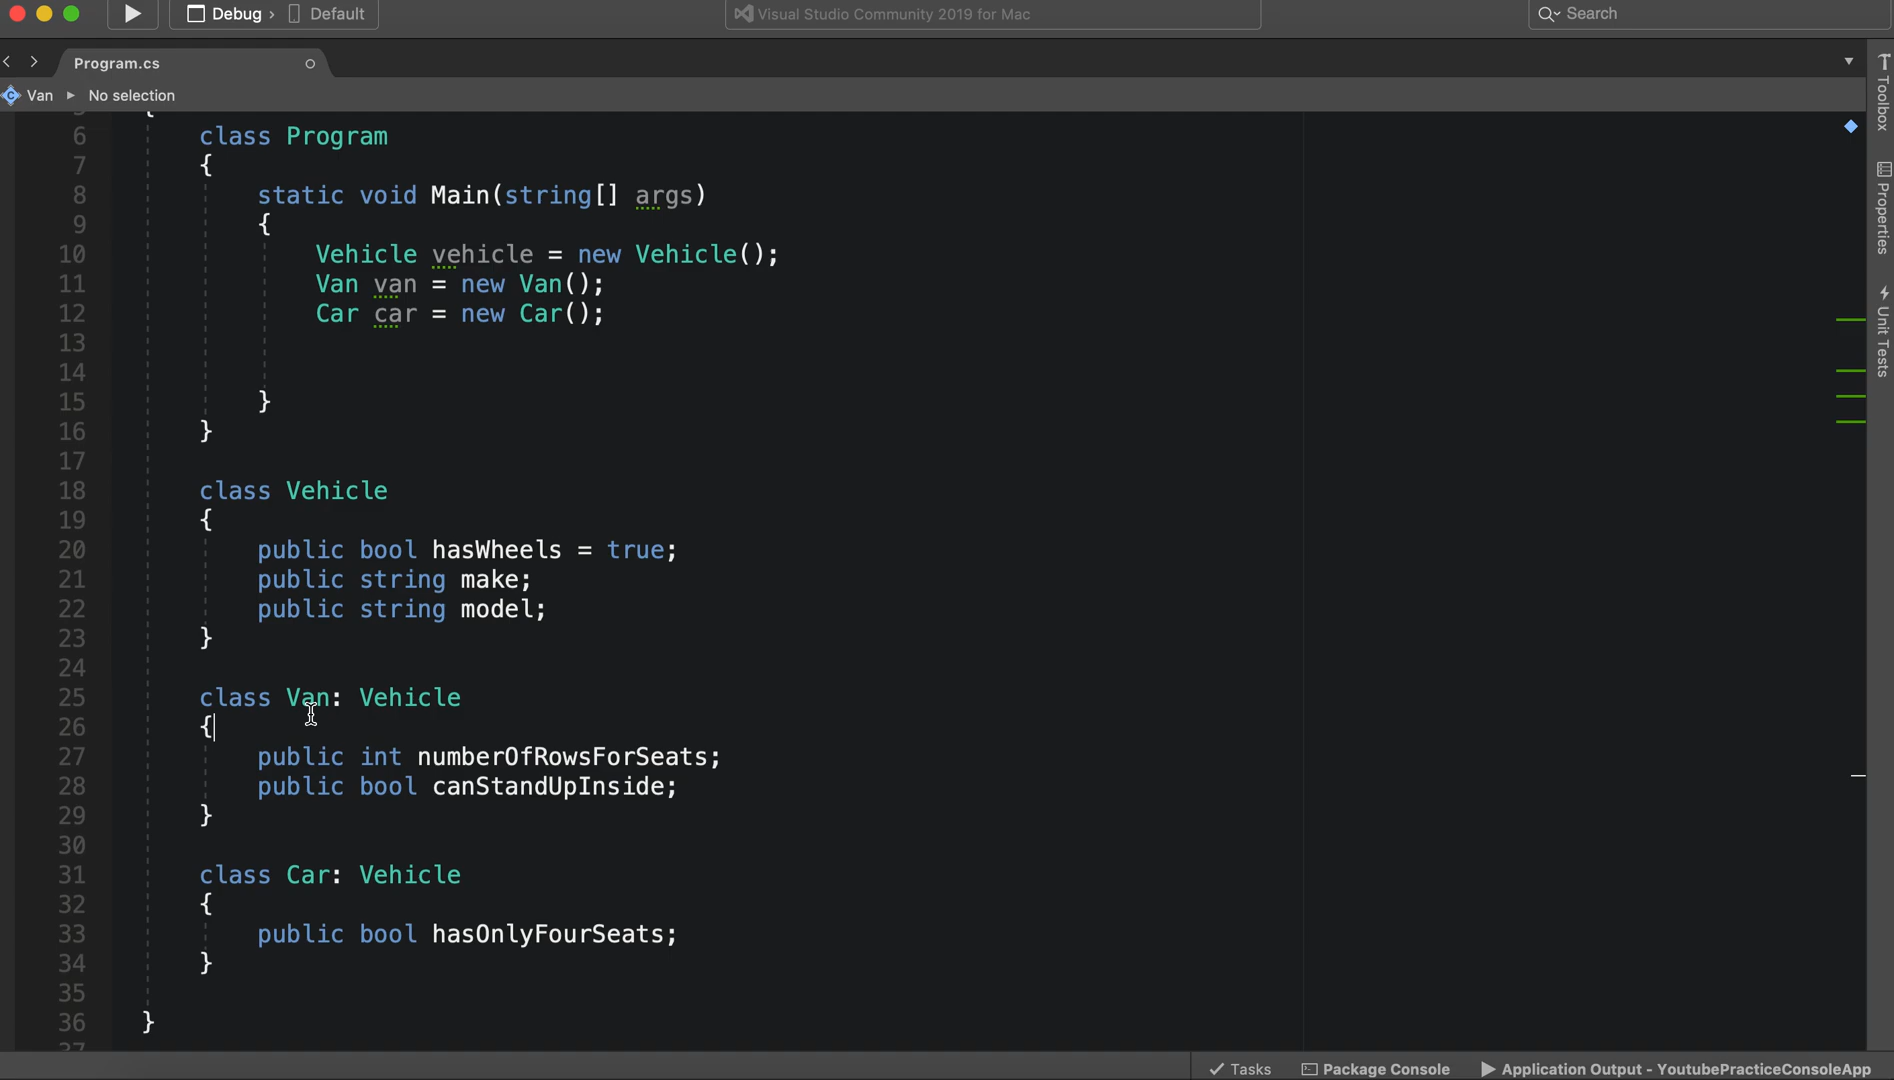 Debug › Default
Visual Studio Community 2019 for Mac
Search
Program.cs
Van ▸ No selection
5 {
6 class Program
7 {
8 static void Main(string[] args)
9 {
10 Vehicle vehicle = new Vehicle();
11 Van van = new Van();
12 Car car = new Car();
13
14
15 }
16 }
17
18 class Vehicle
19 {
20 public bool hasWheels = true;
21 public string make;
22 public string model;
23 }
24
25 class Van: Vehicle
26 {
27 public int numberOfRowsForSeats;
28 public bool canStandUpInside;
29 }
30
31 class Car: Vehicle
32 {
33 public bool hasOnlyFourSeats;
34 }
35
36 }
37
Toolbox
Properties
Unit Tests
Tasks
Package Console
Application Output - YoutubePracticeConsoleApp